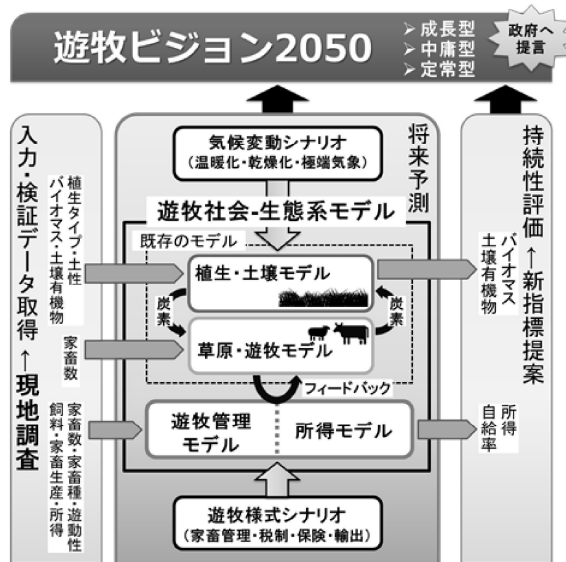 遊牧ビジョン2050
➢成長型
➢中庸型
➢定常型
政府へ
提言
入力・検証データ取得←現地調査
植生タイプ・土性
バイオマス・土壌有機物
家畜数
家畜数・家畜種・遊動性
飼料・家畜生産・所得
将来予測
気候変動シナリオ
(温暖化・乾燥化・極端気象)
遊牧社会-生態系モデル
既存のモデル
植生・土壌モデル
炭素
炭素
草原・遊牧モデル
フィードバック
遊牧管理
モデル
所得モデル
遊牧様式シナリオ
(家畜管理・税制・保険・輸出)
持続性評価←新指標提案
バイオマス
土壌有機物
所得
自給率